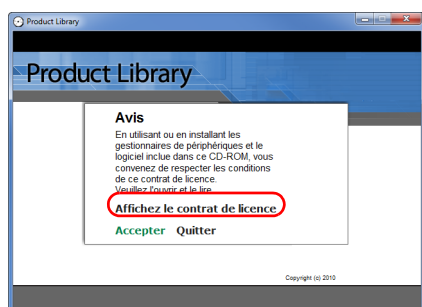 Product Library
Product Library
Avis
En utilisant ou en installant les
gestionnaires de périphériques et le
logiciel inclue dans ce CD-ROM, vous
convenez de respecter les conditions
de ce contrat de licence.
Veuillez l'ouvrir et le lire.
Affichez le contrat de licence
Accepter Quitter
Copyright (c) 2010